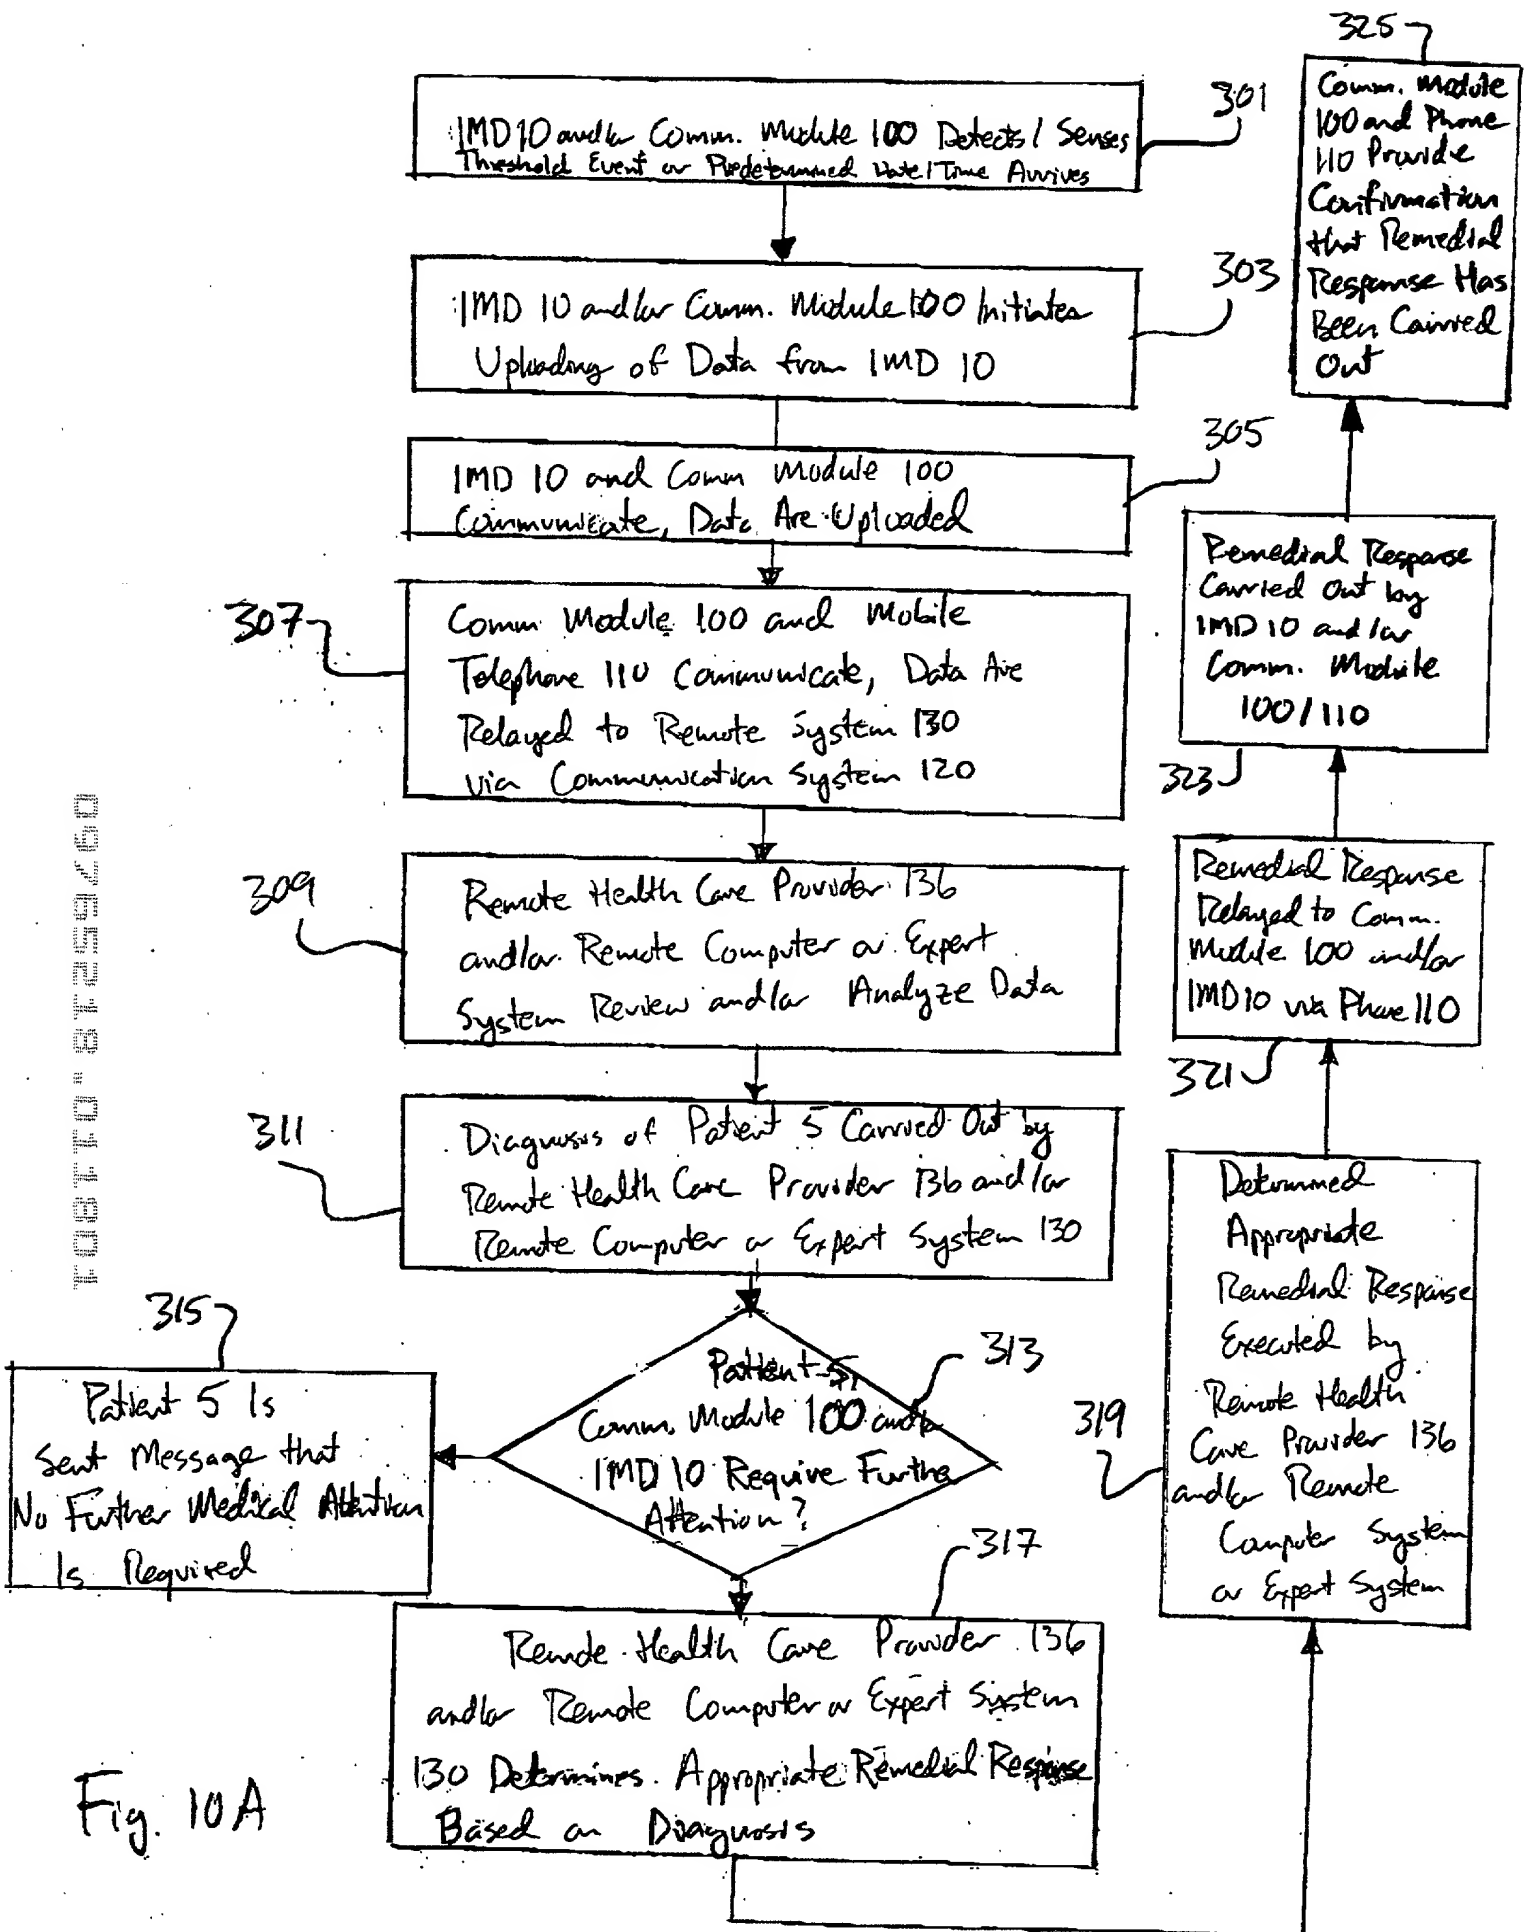 301
IMD 10 and/or Comm. Module 100 Detects / Senses
Threshold Event or Predetermined Date / Time Arrives
303
IMD 10 and/or Comm. Module 100 Initiates
Uploading of Data from IMD 10
305
IMD 10 and Comm Module 100
Communicate, Data Are Uploaded
307
Comm Module 100 and Mobile
Telephone 110 Communicate, Data Are
Relayed to Remote System 130
via Communication System 120
309
Remote Health Care Provider 136
and/or Remote Computer or Expert
System Review and/or Analyze Data
311
Diagnosis of Patient 5 Carried Out by
Remote Health Care Provider 136 and/or
Remote Computer or Expert System 130
313
Patient 5,
Comm. Module 100 and/or
IMD 10 Require Further
Attention?
315
Patient 5 Is
Sent Message that
No Further Medical Attention
Is Required
317
Remote Health Care Provider 136
and/or Remote Computer or Expert System
130 Determines Appropriate Remedial Response
Based on Diagnosis
319
Determined
Appropriate
Remedial Response
Executed by
Remote Health
Care Provider 136
and/or Remote
Computer System
or Expert System
321
Remedial Response
Relayed to Comm.
Module 100 and/or
IMD 10 via Phone 110
323
Remedial Response
Carried Out by
IMD 10 and/or
Comm. Module
100/110
325
Comm. Module
100 and Phone
110 Provide
Confirmation
that Remedial
Response Has
Been Carried
Out
Fig. 10A